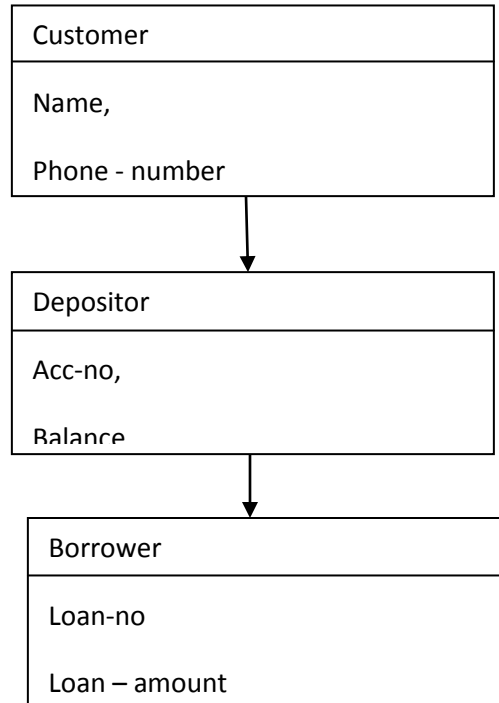 Customer
Name,
Phone - number
Depositor
Acc-no,
Balance
Borrower
Loan-no
Loan – amount